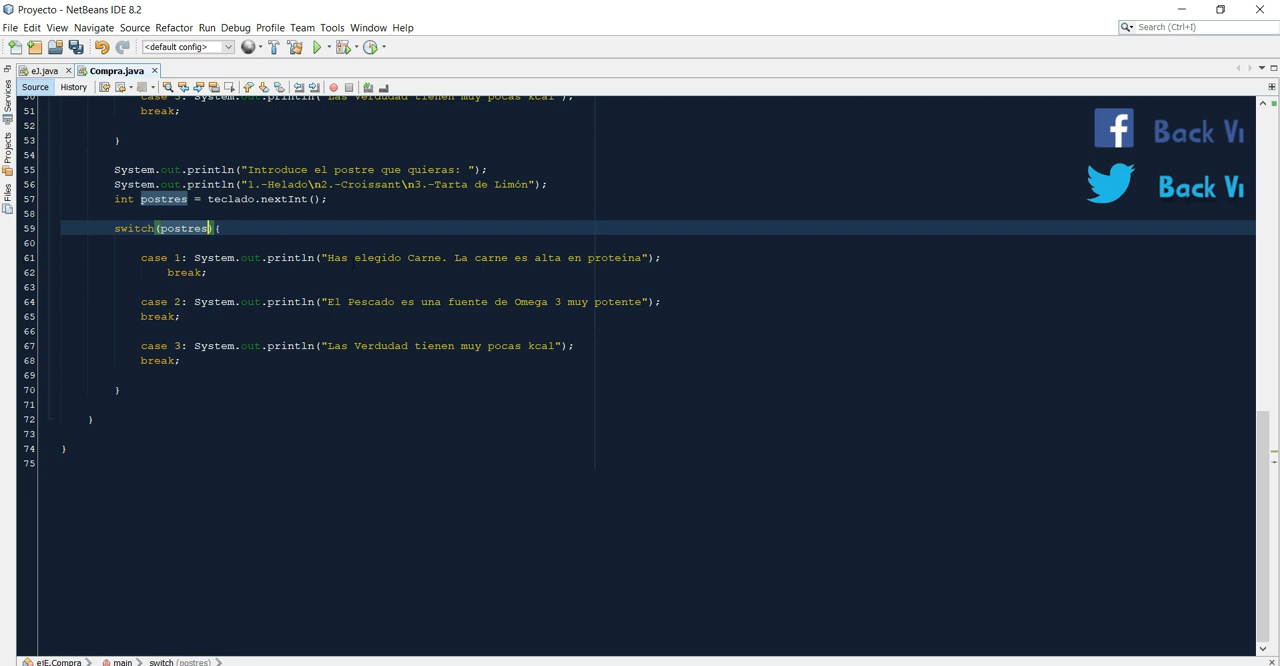 Proyecto - NetBeans IDE 8.2
File Edit View Navigate Source Refactor Run Debug Profile Team Tools Window Help
Search (Ctrl+I)
<default config>
eJ.java Compra.java
Source History
Services
Projects
Files
51 break;
52
53 }
54
55 System.out.println("Introduce el postre que quieras: ");
56 System.out.println("1.-Helado\n2.-Croissant\n3.-Tarta de Limón");
57 int postres = teclado.nextInt();
58
59 switch(postres){
60
61 case 1: System.out.println("Has elegido Carne. La carne es alta en proteina");
62 break;
63
64 case 2: System.out.println("El Pescado es una fuente de Omega 3 muy potente");
65 break;
66
67 case 3: System.out.println("Las Verdudad tienen muy pocas kcal");
68 break;
69
70 }
71
72 }
73
74 }
75
Back Vi
Back Vi
ejE.Compra main switch (postres)